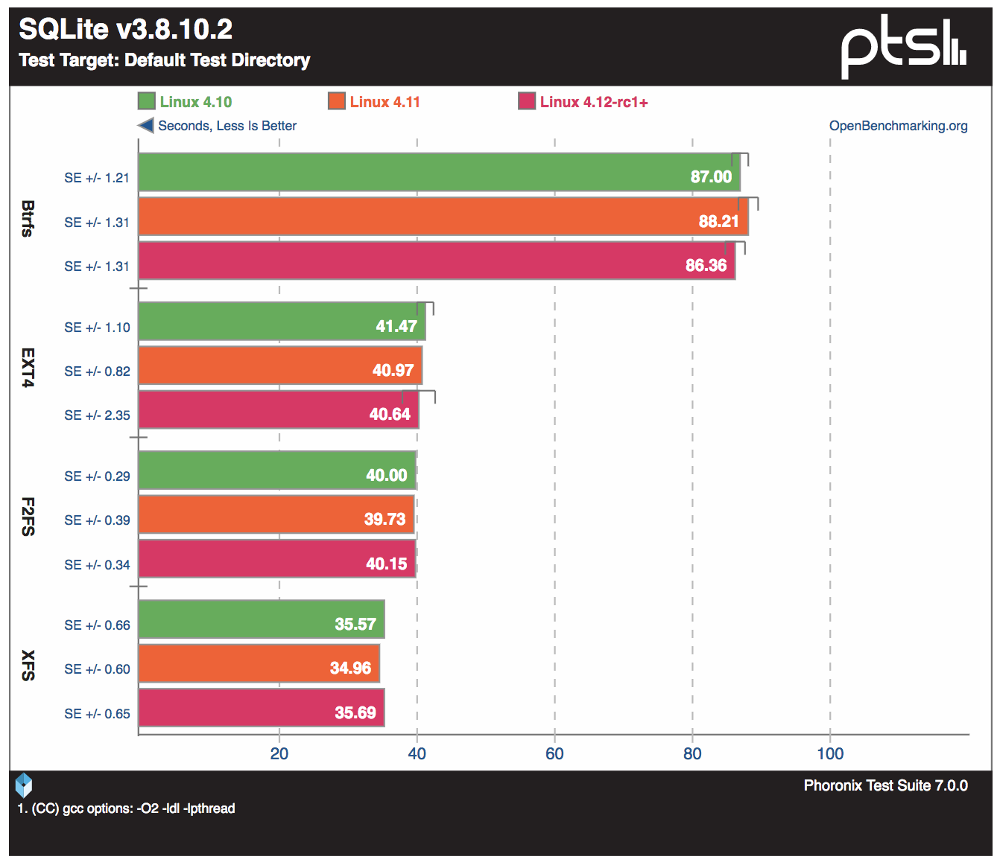 SQLite v3.8.10.2
Test Target: Default Test Directory
ptsl
Linux 4.10 Linux 4.11 Linux 4.12-rc1+
Seconds, Less Is Better OpenBenchmarking.org
Btrfs
SE +/- 1.21 87.00
SE +/- 1.31 88.21
SE +/- 1.31 86.36
EXT4
SE +/- 1.10 41.47
SE +/- 0.82 40.97
SE +/- 2.35 40.64
F2FS
SE +/- 0.29 40.00
SE +/- 0.39 39.73
SE +/- 0.34 40.15
XFS
SE +/- 0.66 35.57
SE +/- 0.60 34.96
SE +/- 0.65 35.69
20 40 60 80 100
Phoronix Test Suite 7.0.0
1. (CC) gcc options: -O2 -ldl -lpthread